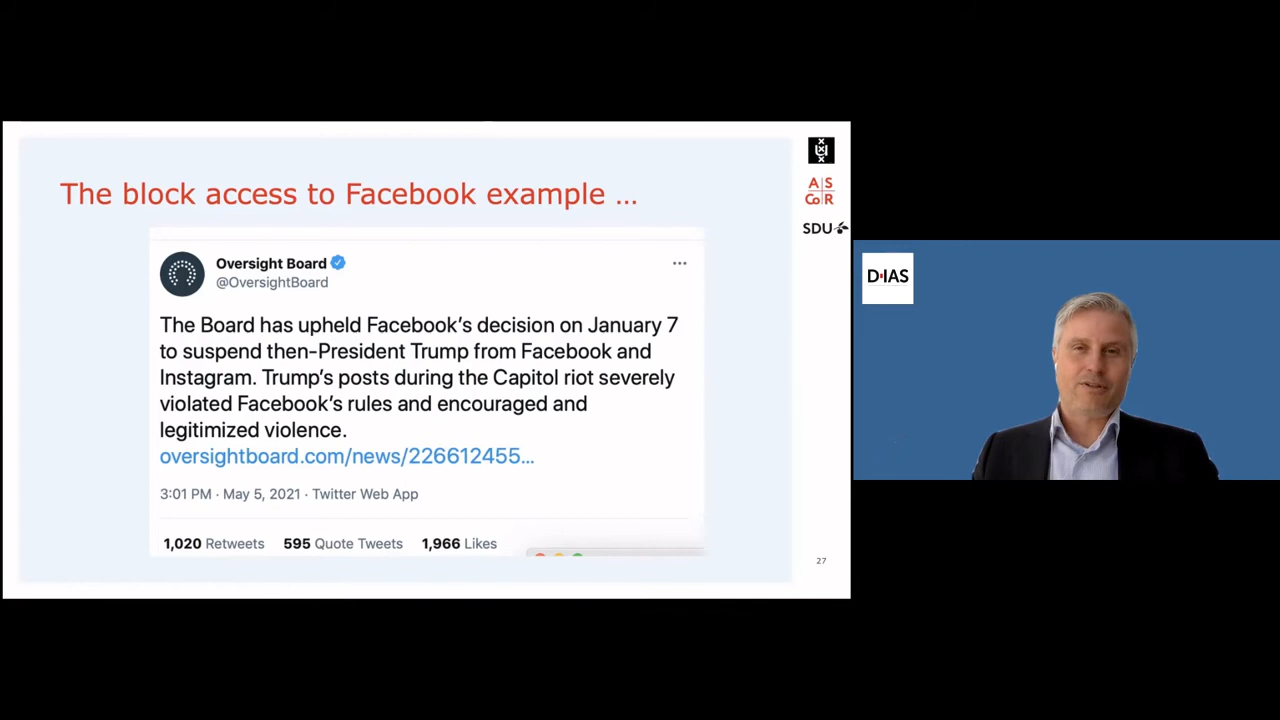 The block access to Facebook example ...
Oversight Board
@OversightBoard
The Board has upheld Facebook’s decision on January 7
to suspend then-President Trump from Facebook and
Instagram. Trump’s posts during the Capitol riot severely
violated Facebook’s rules and encouraged and
legitimized violence.
oversightboard.com/news/226612455...
3:01 PM · May 5, 2021 · Twitter Web App
1,020 Retweets 595 Quote Tweets 1,966 Likes
27
U
X
X
X
A S
Co R
SDU
D·IAS